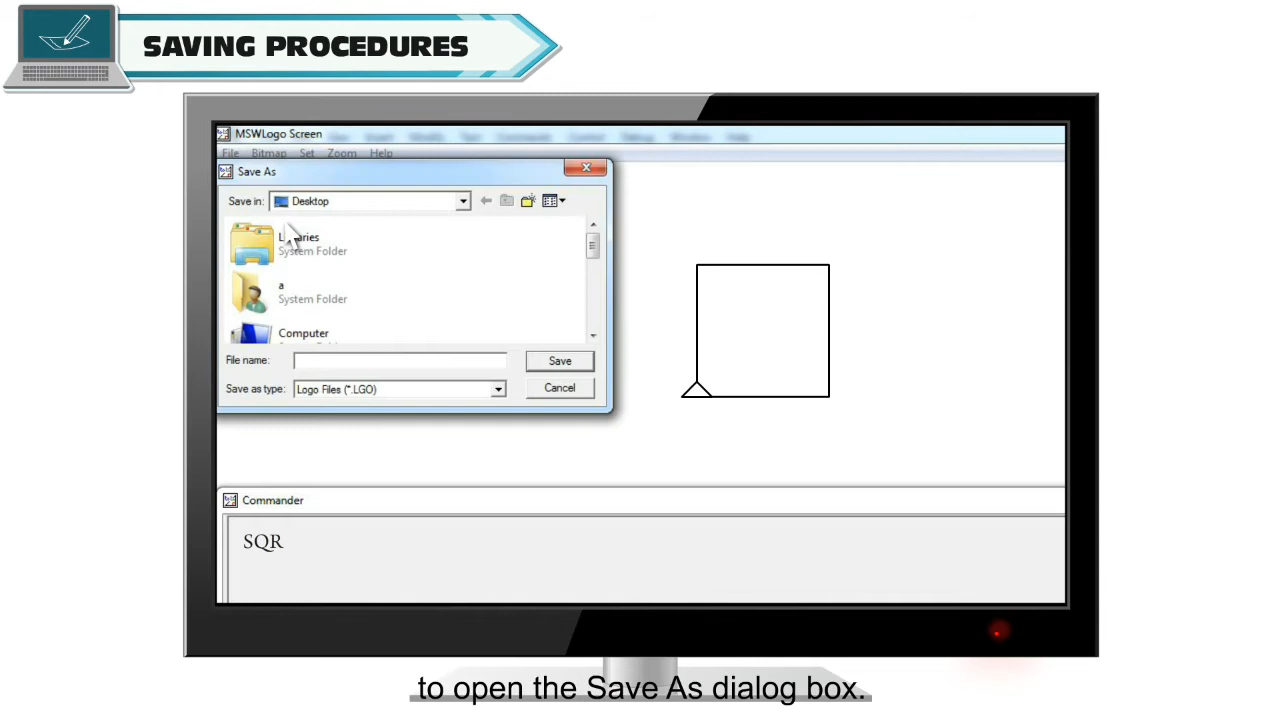 SAVING PROCEDURES
MSWLogo Screen
File Bitmap Set Zoom Help
Save As
Save in: Desktop
Libraries
System Folder
a
System Folder
Computer
File name:
Save
Save as type: Logo Files (*.LGO)
Cancel
Commander
SQR
to open the Save As dialog box.